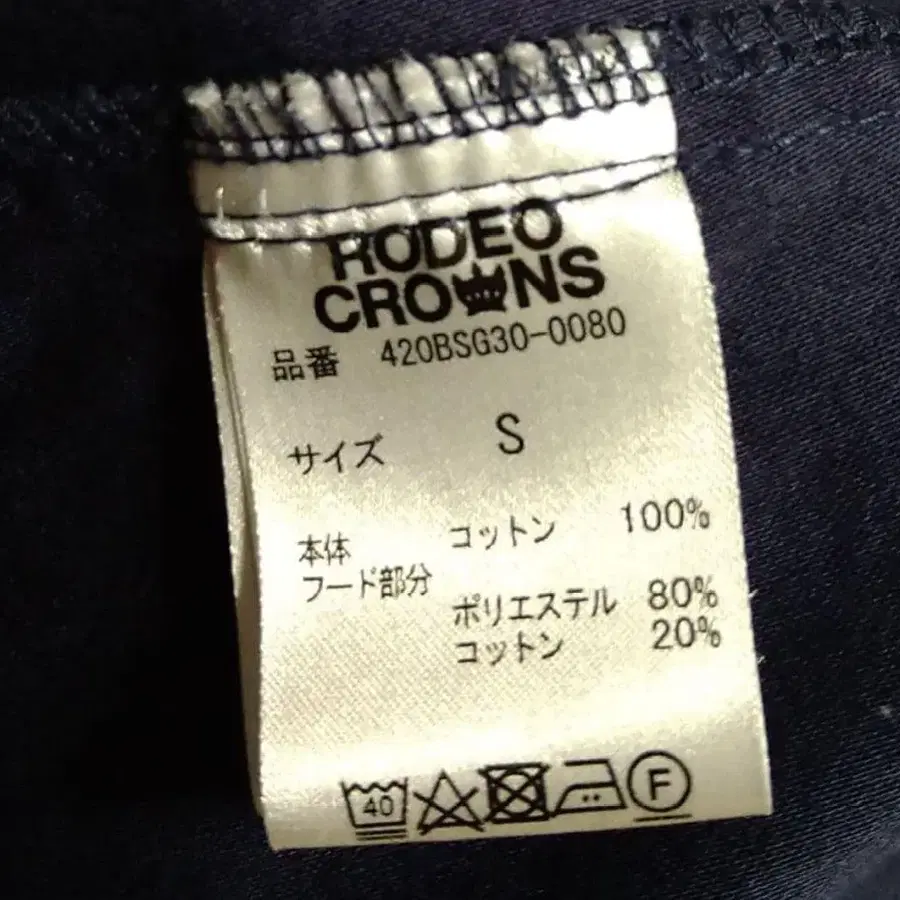 RODEO
CROWNS
品番 420BSG30-0080
サイズ S
本体 コットン 100%
フード部分
ポリエステル 80%
コットン 20%
40
F